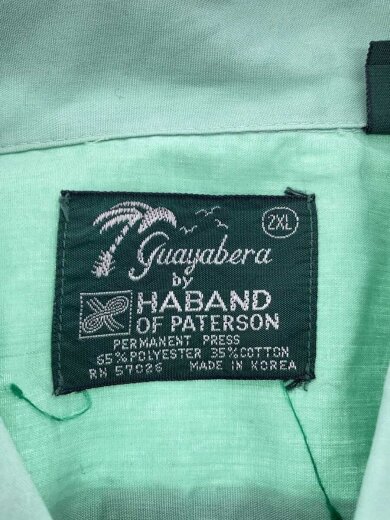 2XL
Guayabera
by
HABAND
OF PATERSON
PERMANENT PRESS
65% POLYESTER 35% COTTON
RN 57026 MADE IN KOREA